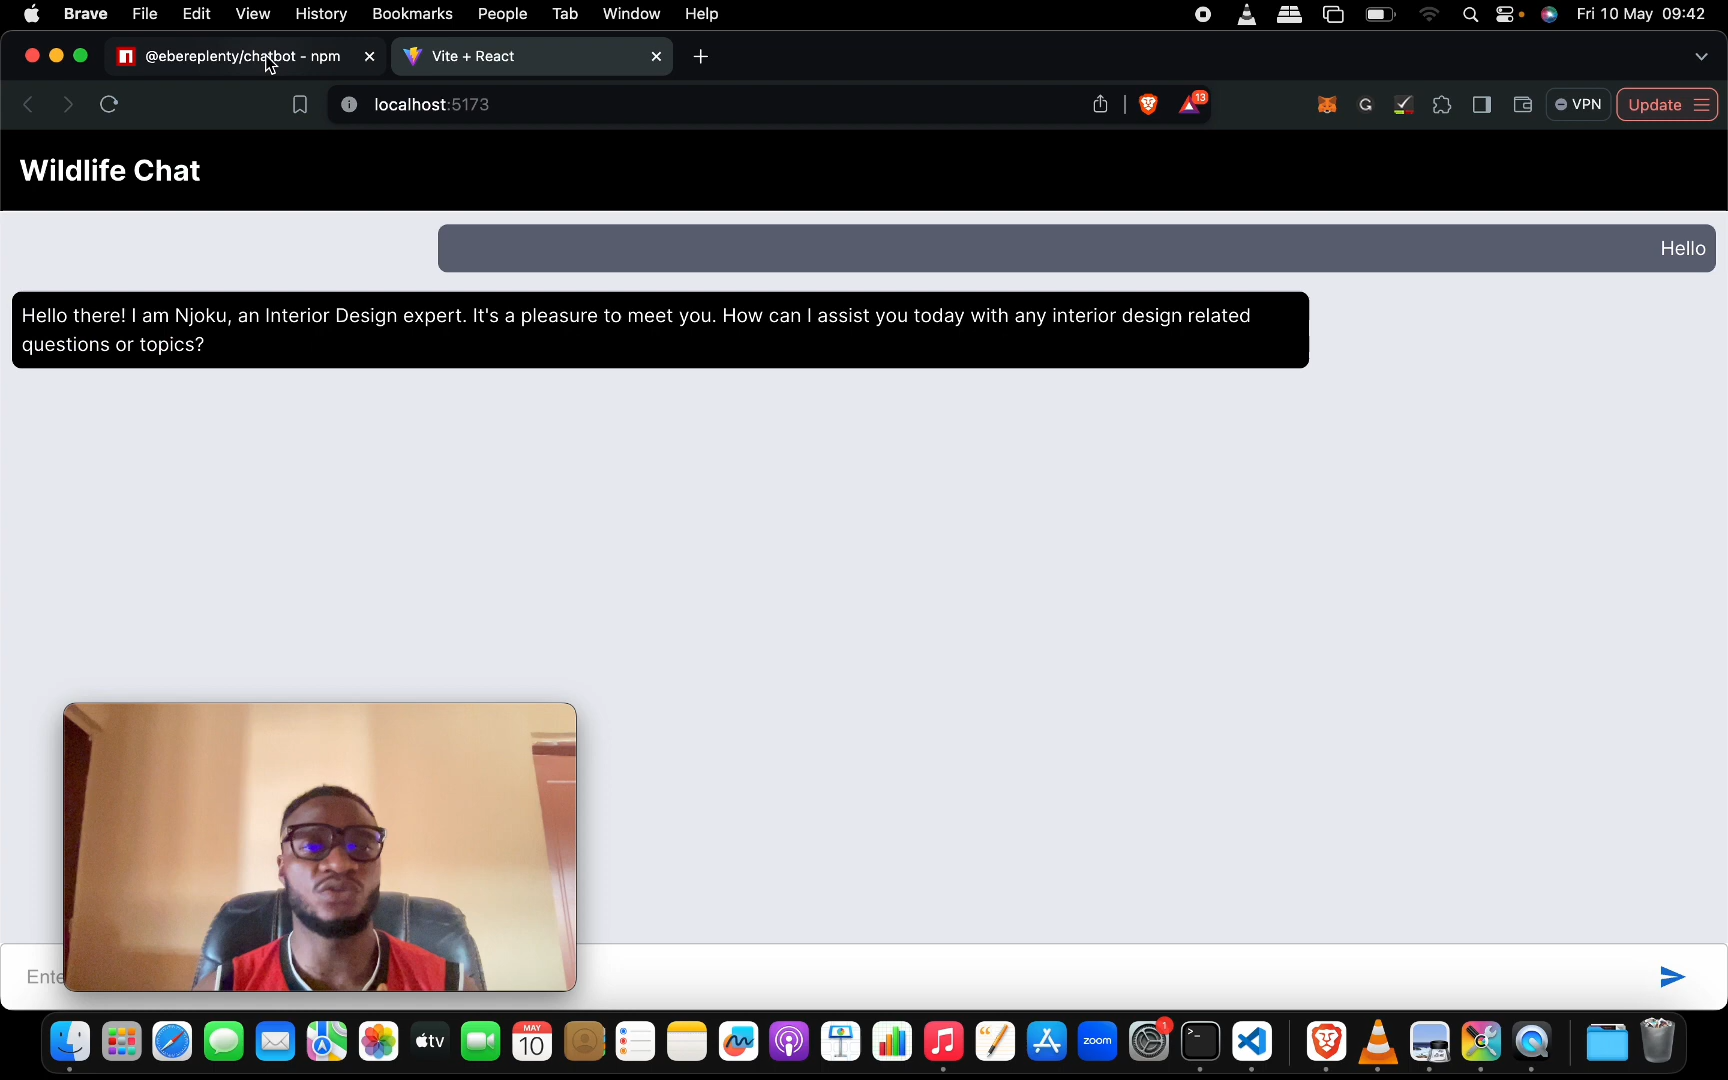 Brave File Edit View History Bookmarks People Tab Window Help Fri 10 May 09:42
@ebereplenty/chatbot - npm Vite + React
localhost:5173 13 G VPN Update
Wildlife Chat
Hello
Hello there! I am Njoku, an Interior Design expert. It's a pleasure to meet you. How can I assist you today with any interior design related
questions or topics?
Ente
tv MAY 10 zoom 1